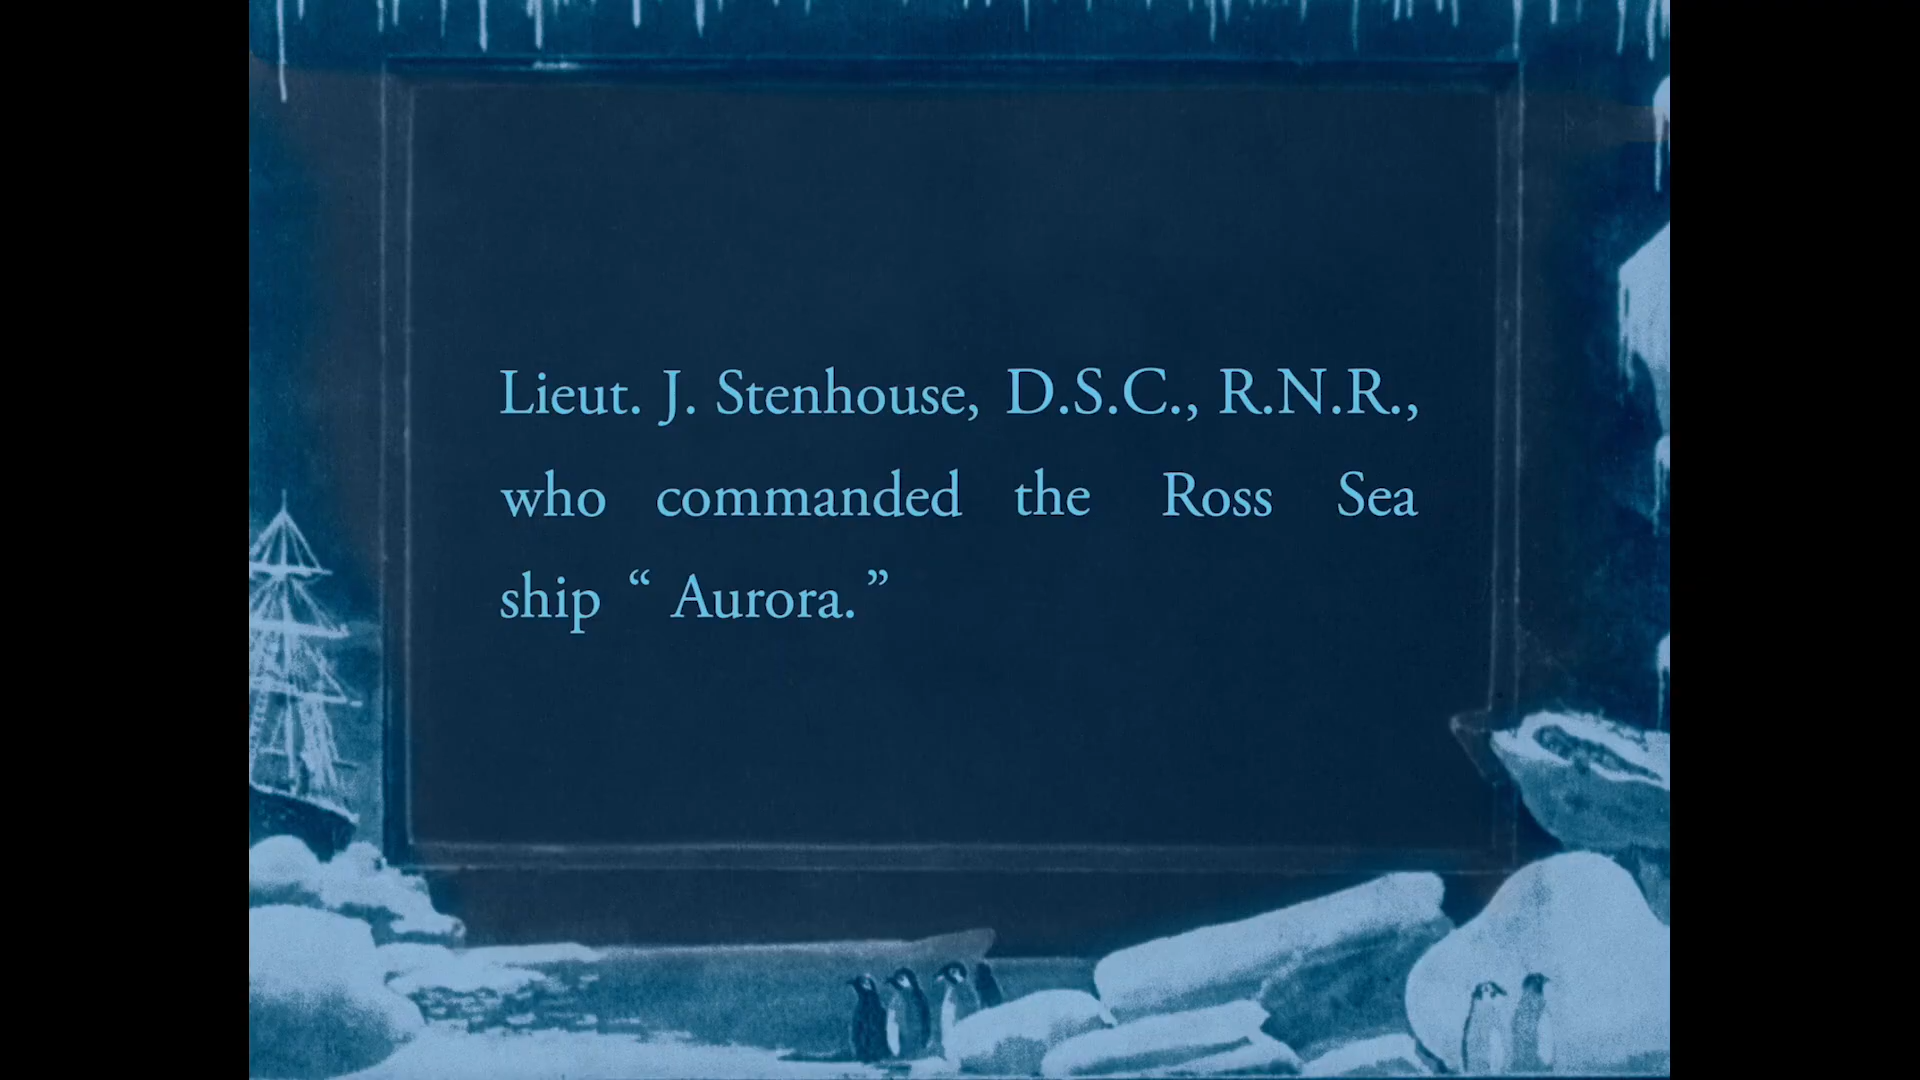 Lieut. J. Stenhouse, D.S.C., R.N.R.,
who commanded the Ross Sea
ship “ Aurora. ”